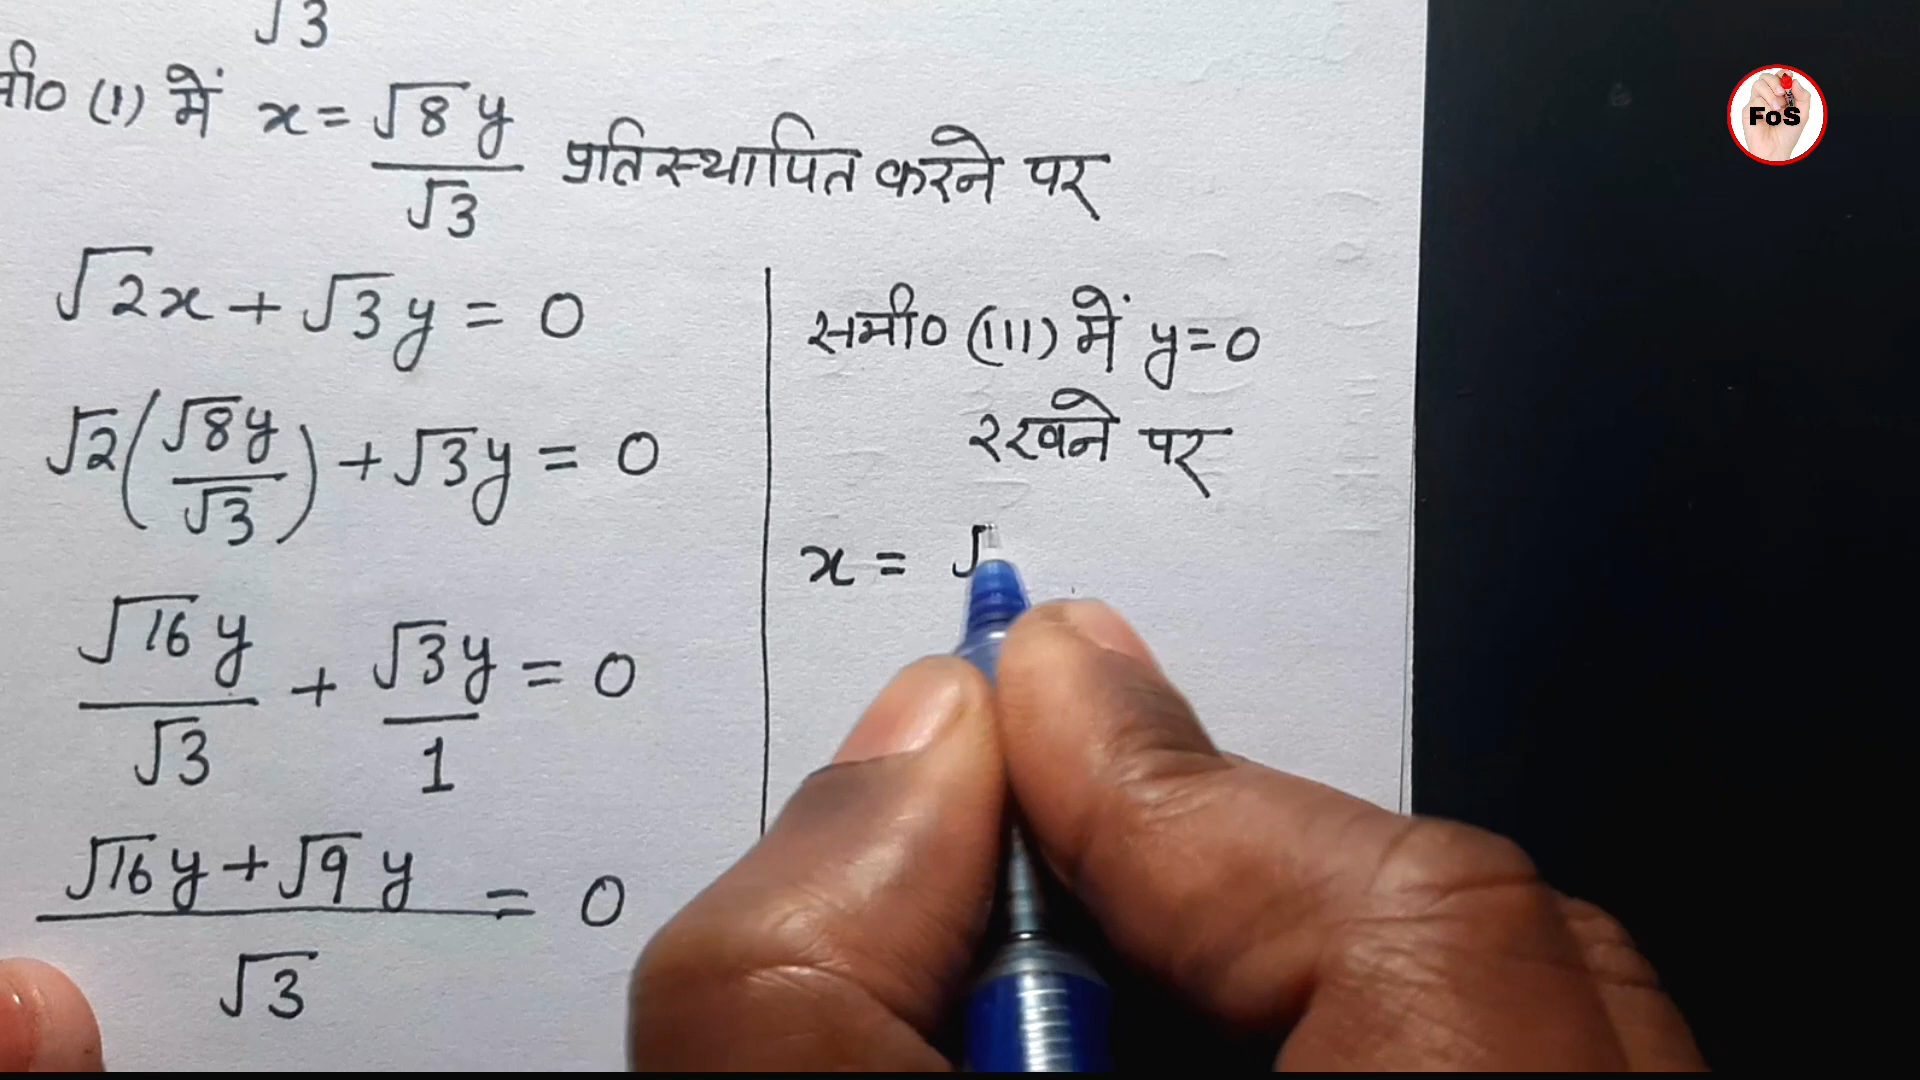 √3
मी० (I) में x = √8 y / √3 प्रतिस्थापित करने पर
√2x + √3y = 0
√2(√8y / √3) + √3y = 0
√16 y / √3 + √3y / 1 = 0
√16 y + √9 y / √3 = 0
समी० (III) में y=0
रखने पर
x = √
FoS